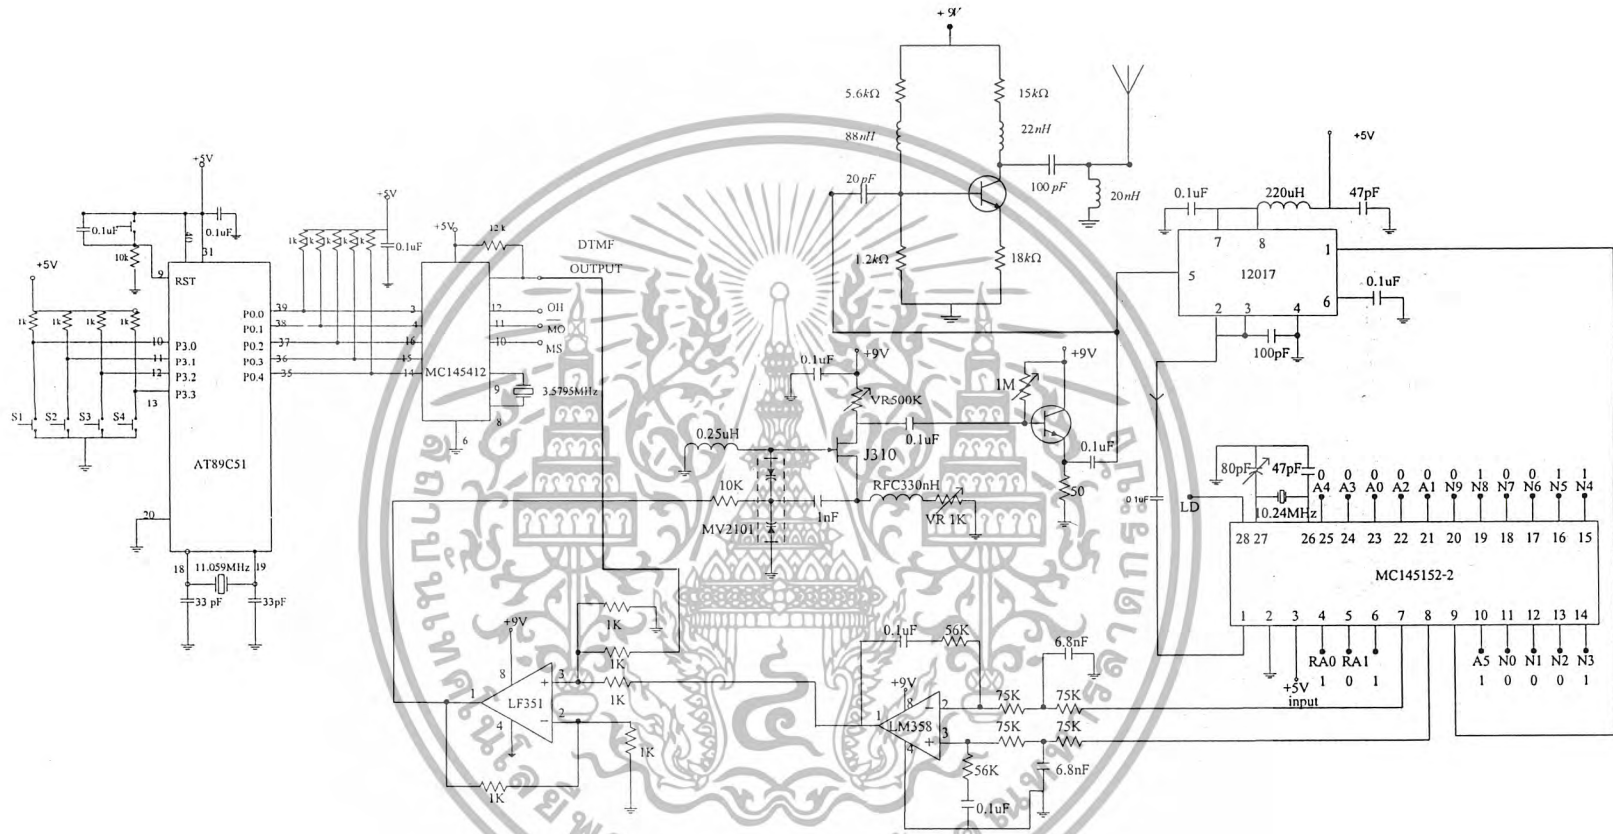 +9V
5.6kΩ
15kΩ
88nH
22nH
20pF
100pF
20nH
1.2kΩ
18kΩ
+5V
0.1uF
220uH
47pF
7
8
1
5
12017
6
2
3
4
0.1uF
100pF
+5V
0.1uF
0.1uF
40
31
10k
9
RST
+5V
1k
1k
1k
1k
P0.0
39
P0.1
38
P0.2
37
P0.3
36
P0.4
35
10
P3.0
11
P3.1
12
P3.2
13
P3.3
S1
S2
S3
S4
AT89C51
20
18
11.059MHz
19
33 pF
33pF
+5V
1k
1k
1k
1k
1k
0.1uF
+5V
12k
DTMF
OUTPUT
3
4
16
15
14
12
OH
11
MO
10
MS
MC145412
9
3.5795MHz
8
6
+9V
0.1uF
VR500K
0.1uF
J310
0.25uH
10K
MV2101
1nF
RFC330nH
VR 1K
+9V
1M
0.1uF
50
0.1uF
80pF
47pF
10.24MHz
LD
0 0 0 0 0 0 1 0 0 1 1
A4 A3 A0 A2 A1 N9 N8 N7 N6 N5 N4
28 27 26 25 24 23 22 21 20 19 18 17 16 15
MC145152-2
1 2 3 4 5 6 7 8 9 10 11 12 13 14
RA0 RA1
A5 N0 N1 N2 N3
1 0 1
1 1 0 0 1
+5V
input
+9V
8
1
LF351
3
+
2
−
4
1K
1K
1K
1K
1K
0.1uF
56K
6.8nF
+9V
8
1
LM358
2
−
3
+
4
75K
75K
75K
75K
56K
6.8nF
0.1uF